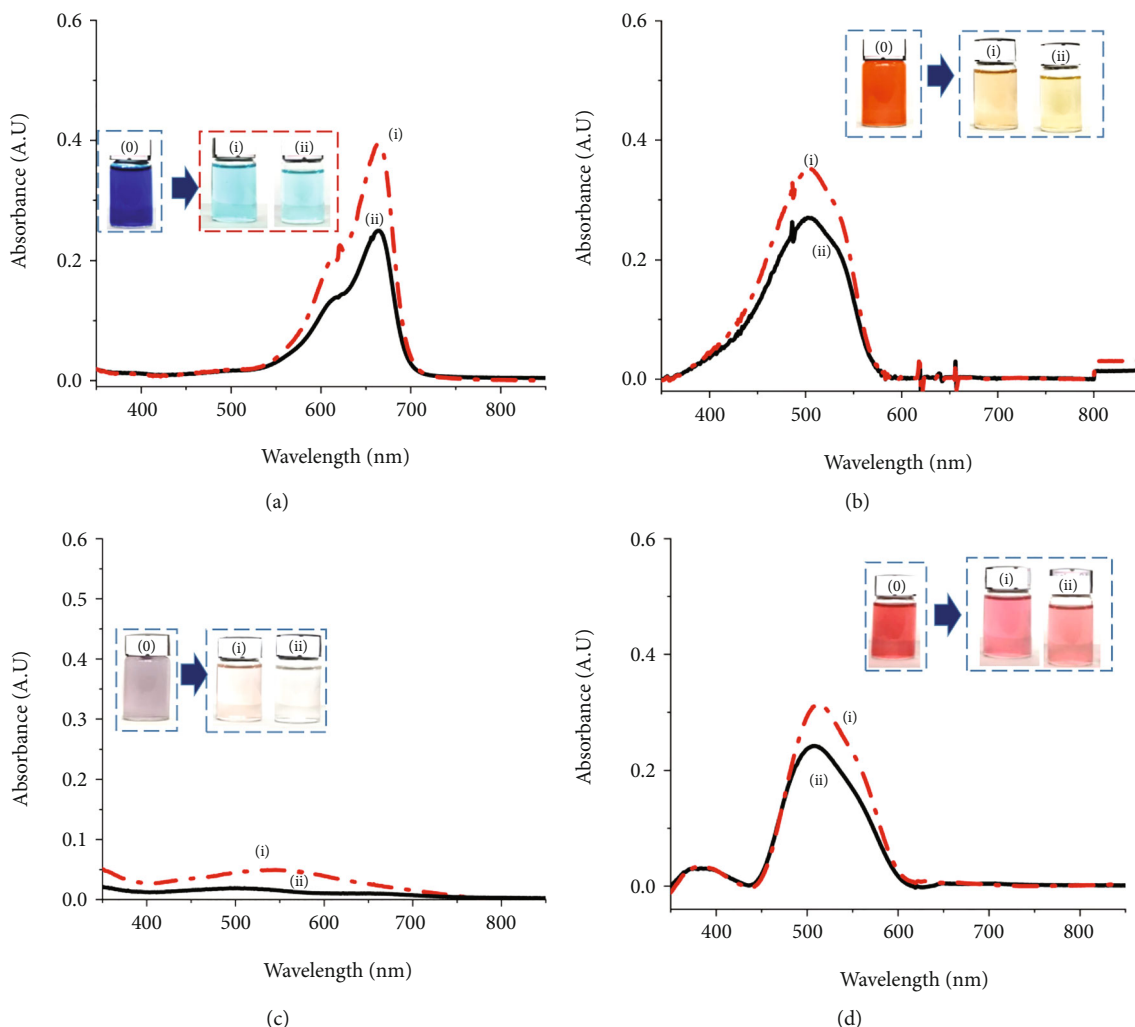 0.6
0.4
0.2
0.0
Absorbance (A.U)
(0)
(i)
(ii)
(i)
(ii)
400
500
600
700
800
Wavelength (nm)
(a)
0.6
0.4
0.2
0.0
Absorbance (A.U)
(0)
(i)
(ii)
(i)
(ii)
400
500
600
700
800
Wavelength (nm)
(b)
0.6
0.5
0.4
0.3
0.2
0.1
0.0
Absorbance (A.U)
(0)
(i)
(ii)
(i)
(ii)
400
500
600
700
800
Wavelength (nm)
(c)
0.6
0.4
0.2
0.0
Absorbance (A.U)
(0)
(i)
(ii)
(i)
(ii)
400
500
600
700
800
Wavelength (nm)
(d)